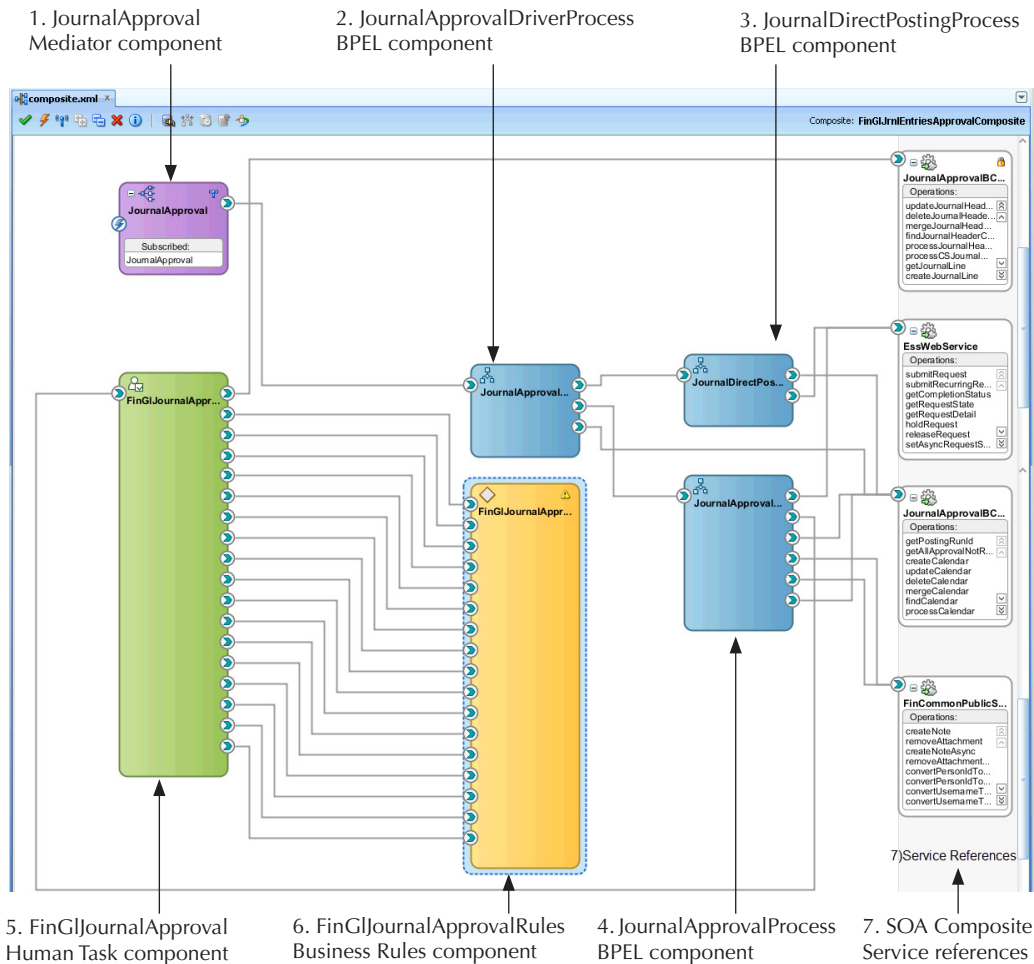 1. JournalApproval
Mediator component
2. JournalApprovalDriverProcess
BPEL component
3. JournalDirectPostingProcess
BPEL component
composite.xml
Composite: FinGlJrnlEntriesApprovalComposite
JournalApproval
Subscribed:
JournalApproval
FinGlJournalAppr...
JournalApproval...
JournalDirectPos...
FinGlJournalAppr...
JournalApproval...
JournalApprovalBC...
Operations:
updateJournalHead...
deleteJournalHeade...
mergeJournalHead...
findJournalHeaderC...
processJournalHea...
processCSJournal...
getJournalLine
createJournalLine
EssWebService
Operations:
submitRequest
submitRecurringRe...
getCompletionStatus
getRequestState
getRequestDetail
holdRequest
releaseRequest
setAsyncRequestS...
JournalApprovalBC...
Operations:
getPostingRunId
getAllApprovalNotR...
createCalendar
updateCalendar
deleteCalendar
mergeCalendar
findCalendar
processCalendar
FinCommonPublicS...
Operations:
createNote
removeAttachment
createNoteAsync
removeAttachment...
convertPersonIdTo...
convertPersonIdTo...
convertUsernameT...
convertUsernameT...
7)Service References
5. FinGlJournalApproval
Human Task component
6. FinGlJournalApprovalRules
Business Rules component
4. JournalApprovalProcess
BPEL component
7. SOA Composite
Service references